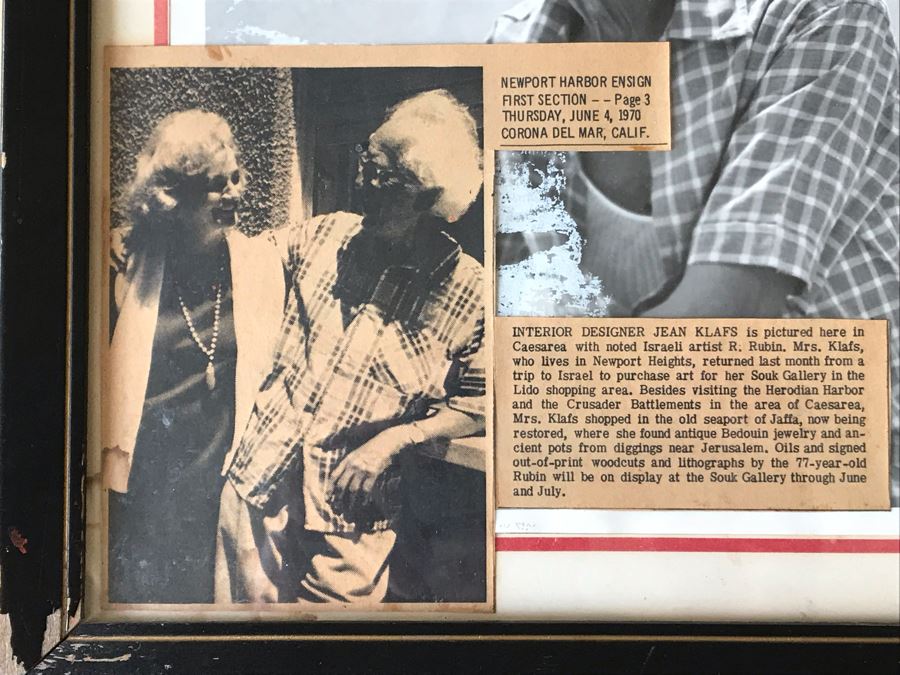 NEWPORT HARBOR ENSIGN
FIRST SECTION -- Page 3
THURSDAY, JUNE 4, 1970
CORONA DEL MAR, CALIF.
INTERIOR DESIGNER JEAN KLAFS is pictured here in
Caesarea with noted Israeli artist R. Rubin. Mrs. Klafs,
who lives in Newport Heights, returned last month from a
trip to Israel to purchase art for her Souk Gallery in the
Lido shopping area. Besides visiting the Herodian Harbor
and the Crusader Battlements in the area of Caesarea,
Mrs. Klafs shopped in the old seaport of Jaffa, now being
restored, where she found antique Bedouin jewelry and an-
cient pots from diggings near Jerusalem. Oils and signed
out-of-print woodcuts and lithographs by the 77-year-old
Rubin will be on display at the Souk Gallery through June
and July.